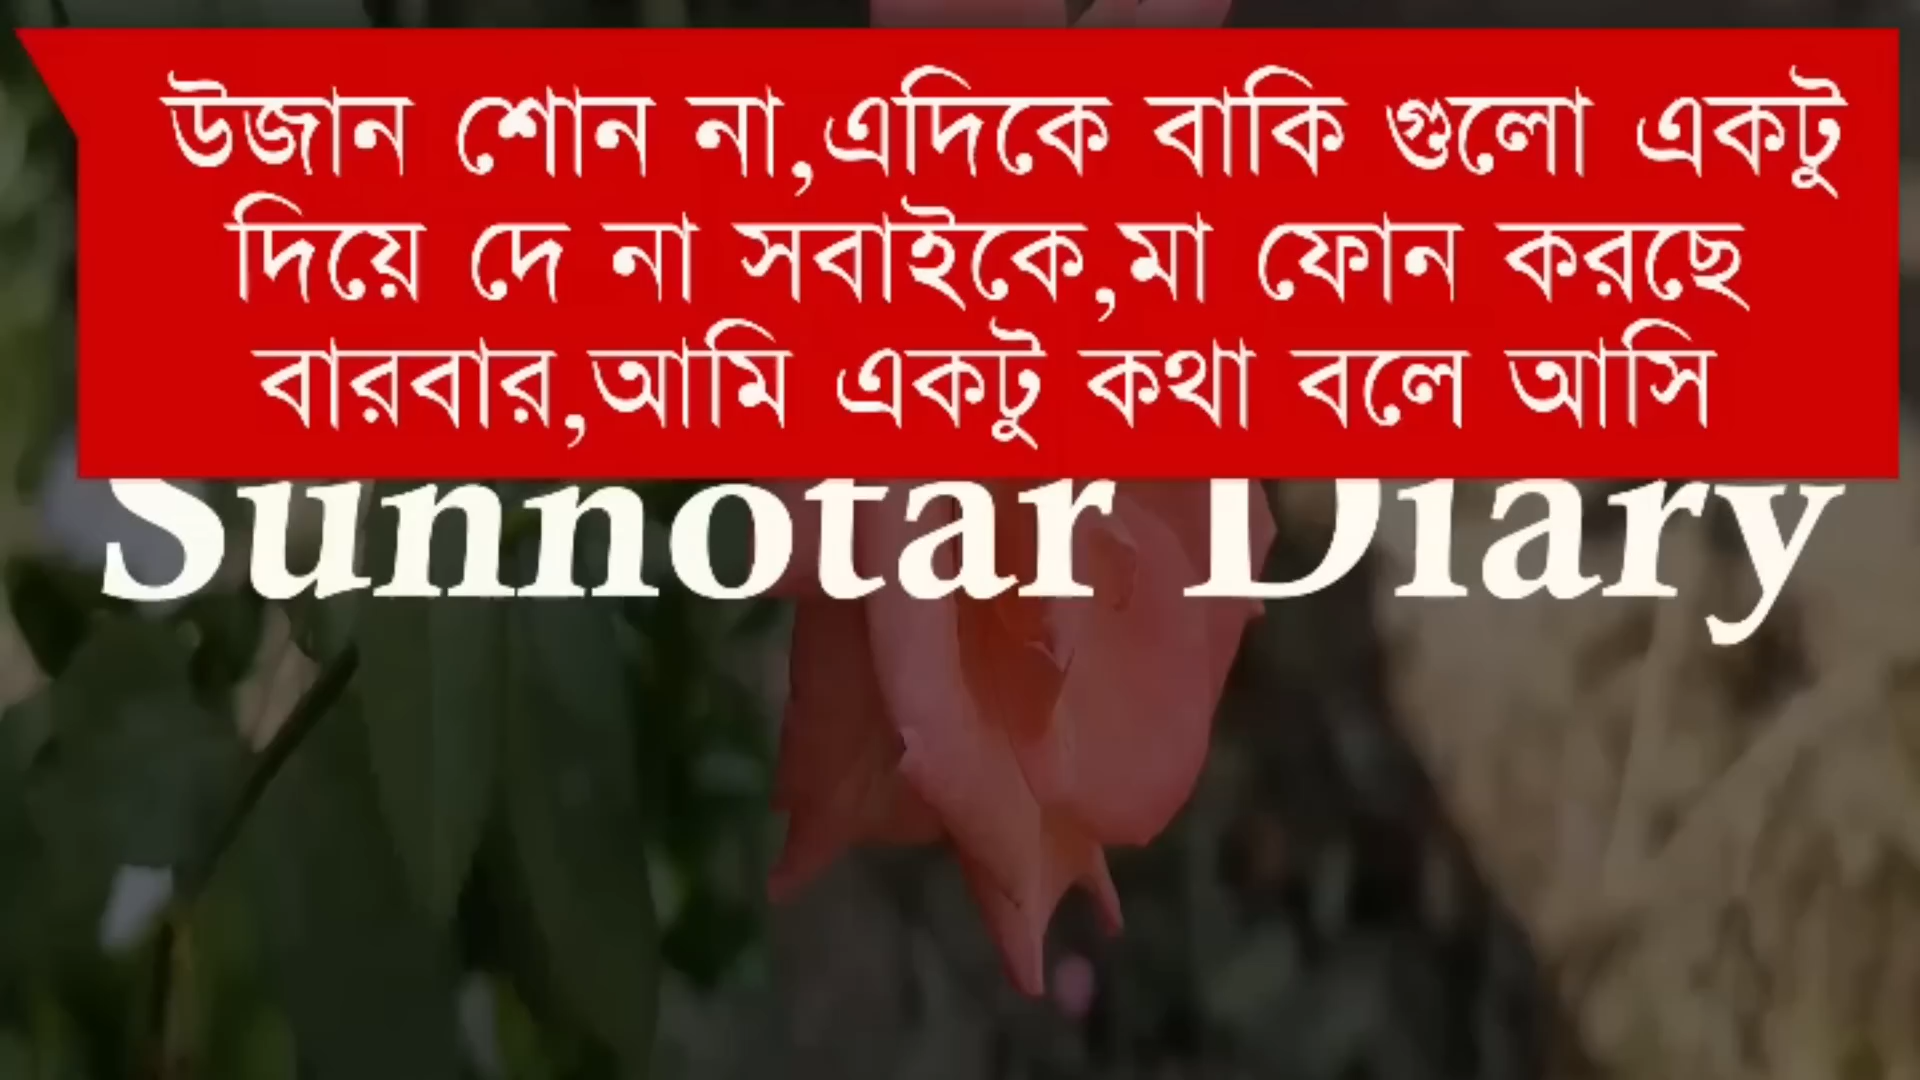 উজান শোন না,এদিকে বাকি গুলো একটু
দিয়ে দে না সবাইকে,মা ফোন করছে
বারবার,আমি একটু কথা বলে আসি
Sunnotar Diary